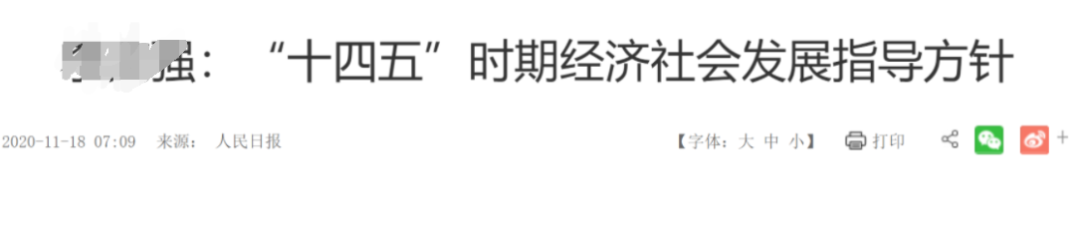 强：“十四五”时期经济社会发展指导方针
2020-11-18 07:09 来源： 人民日报 【字体：大 中 小】 打印 +